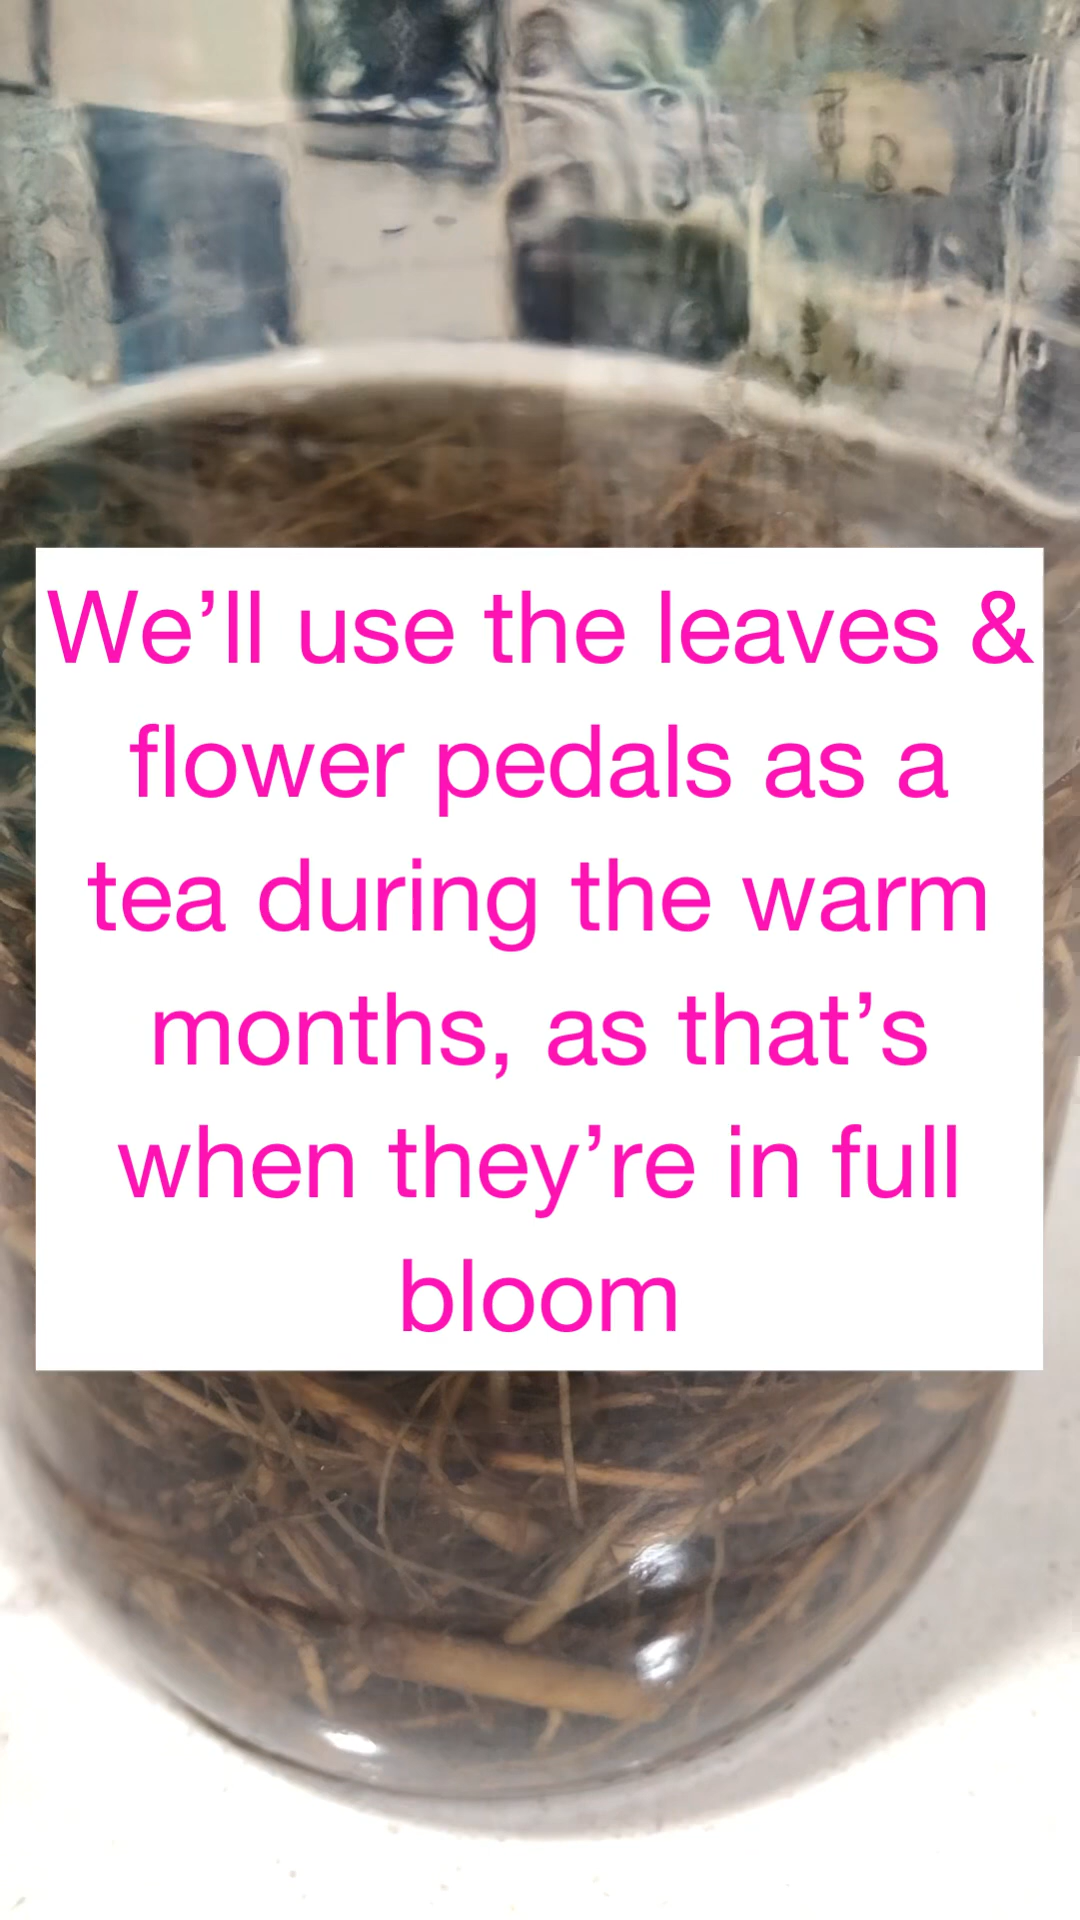 We’ll use the leaves &
flower pedals as a
tea during the warm
months, as that’s
when they’re in full
bloom